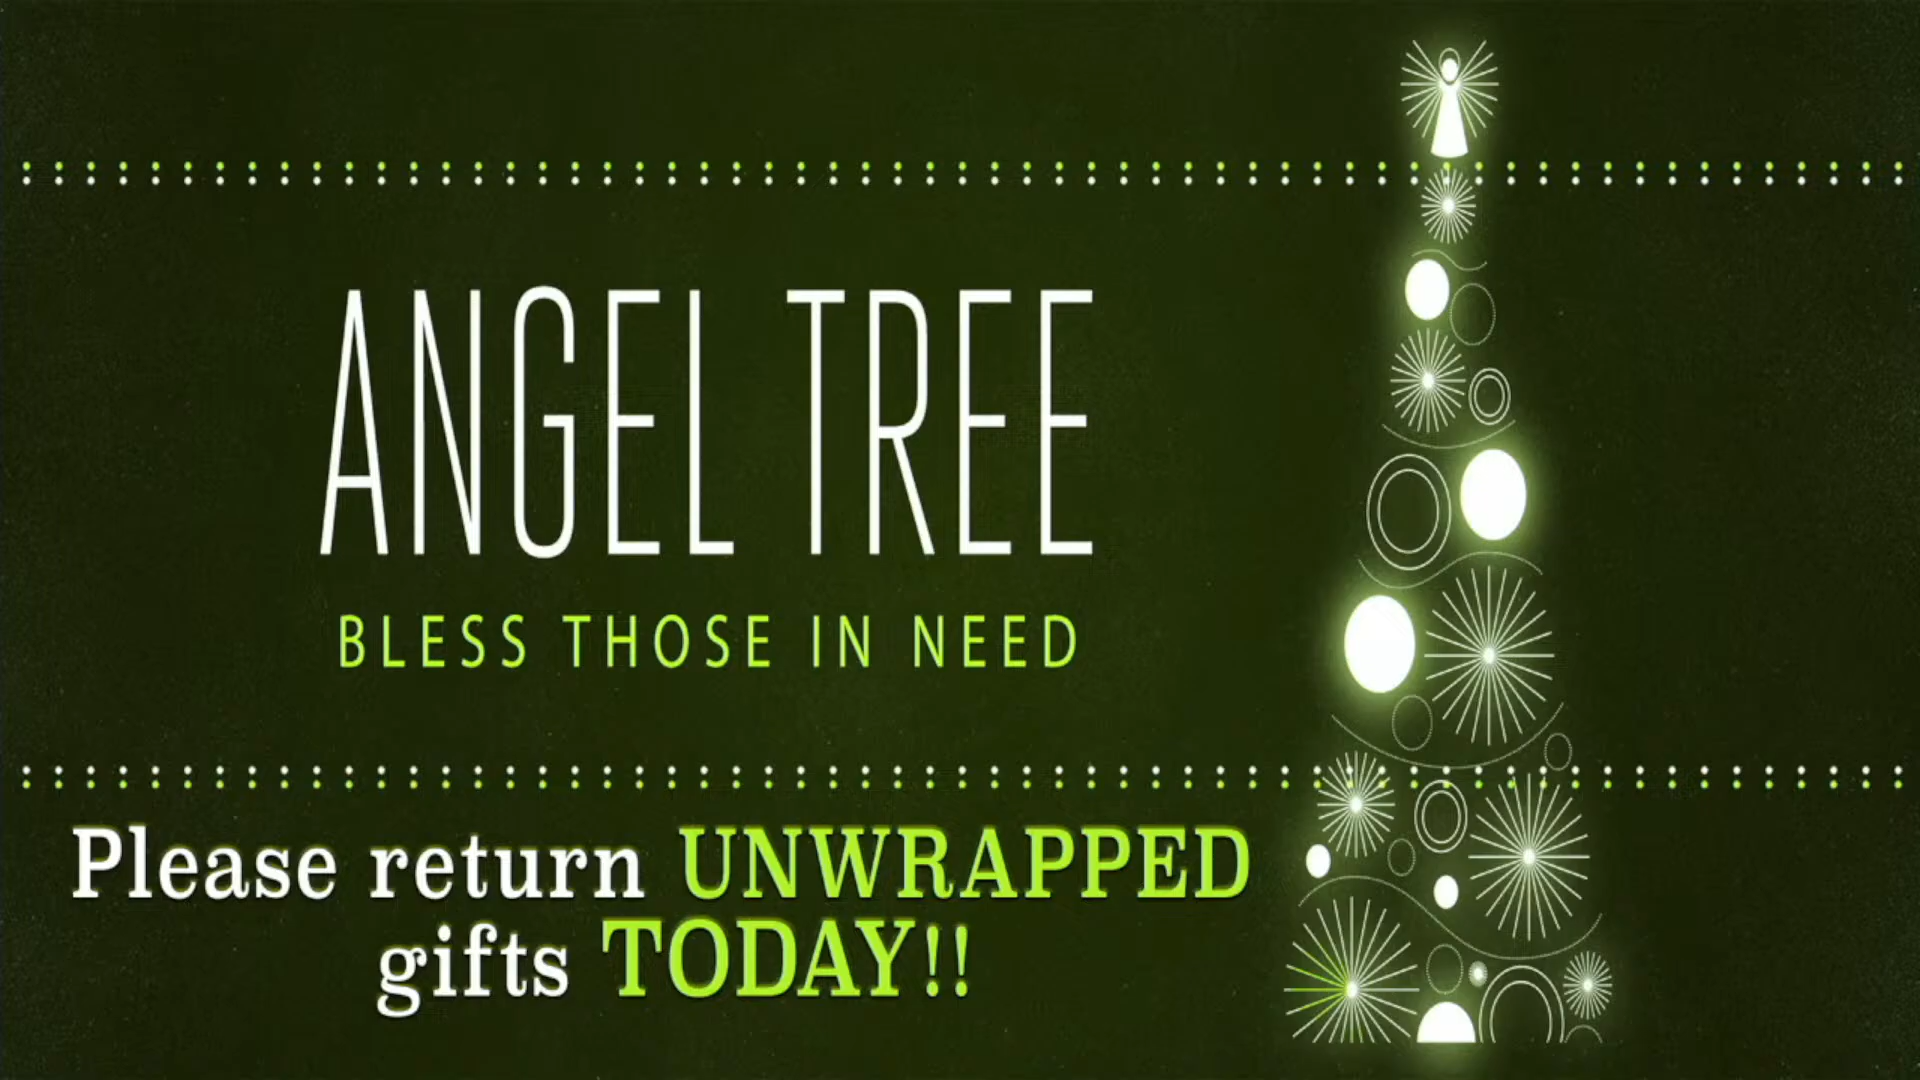 ANGEL TREE
BLESS THOSE IN NEED
Please return UNWRAPPED
gifts TODAY!!